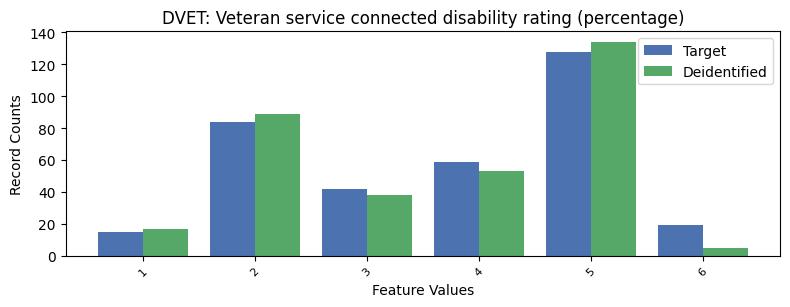 DVET: Veteran service connected disability rating (percentage)
140
120
100
80
60
40
20
0
Record Counts
Target
Deidentified
1
2
3
4
5
6
Feature Values